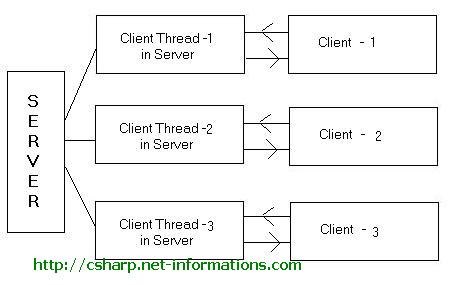 SERVER
Client Thread -1
in Server
Client - 1
Client Thread -2
in Server
Client - 2
Client Thread -3
in Server
Client - 3
http://csharp.net-informations.com